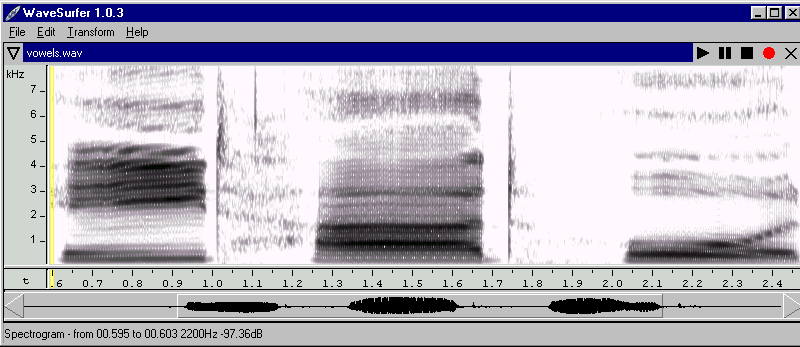 WaveSurfer 1.0.3
File Edit Transform Help
vowels.wav
kHz
7
6
5
4
3
2
1
t .6 0.7 0.8 0.9 1.0 1.1 1.2 1.3 1.4 1.5 1.6 1.7 1.8 1.9 2.0 2.1 2.2 2.3 2.4
Spectrogram - from 00.595 to 00.603 2200Hz -97.36dB